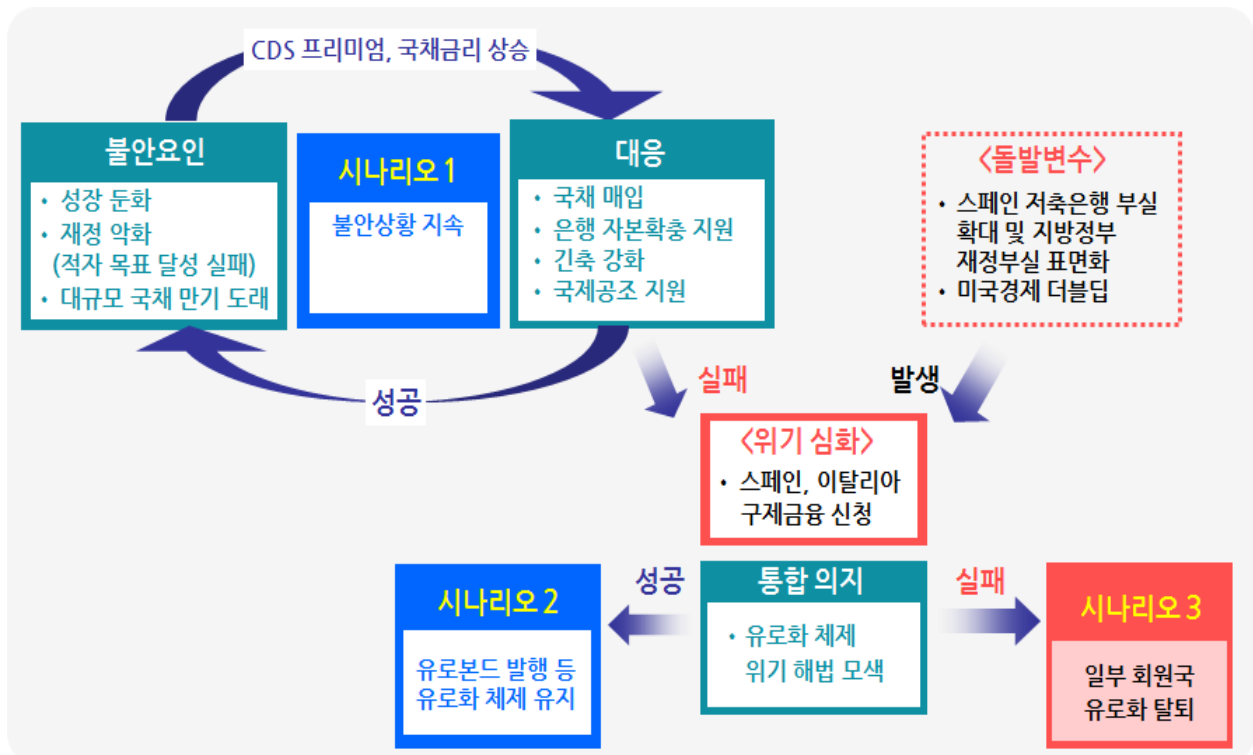 CDS 프리미엄, 국채금리 상승
불안요인
• 성장 둔화
• 재정 악화
(적자 목표 달성 실패)
• 대규모 국채 만기 도래
시나리오 1
불안상황 지속
대응
• 국채 매입
• 은행 자본확충 지원
• 긴축 강화
• 국제공조 지원
<돌발변수>
• 스페인 저축은행 부실
확대 및 지방정부
재정부실 표면화
• 미국경제 더블딥
성공
실패
발생
<위기 심화>
• 스페인, 이탈리아
구제금융 신청
시나리오 2
유로본드 발행 등
유로화 체제 유지
성공
통합 의지
• 유로화 체제
위기 해법 모색
실패
시나리오 3
일부 회원국
유로화 탈퇴